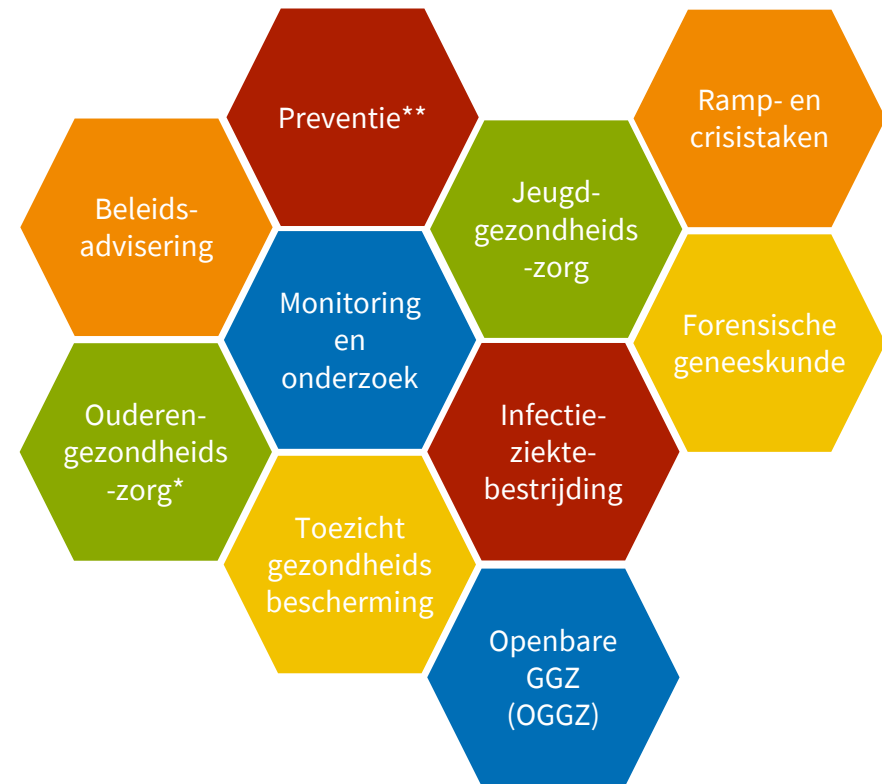 Preventie**
Ramp- en
crisistaken
Beleids-
advisering
Jeugd-
gezondheids
-zorg
Monitoring
en
onderzoek
Forensische
geneeskunde
Ouderen-
gezondheids
-zorg*
Infectie-
ziekte-
bestrijding
Toezicht
gezondheids
bescherming
Openbare
GGZ
(OGGZ)